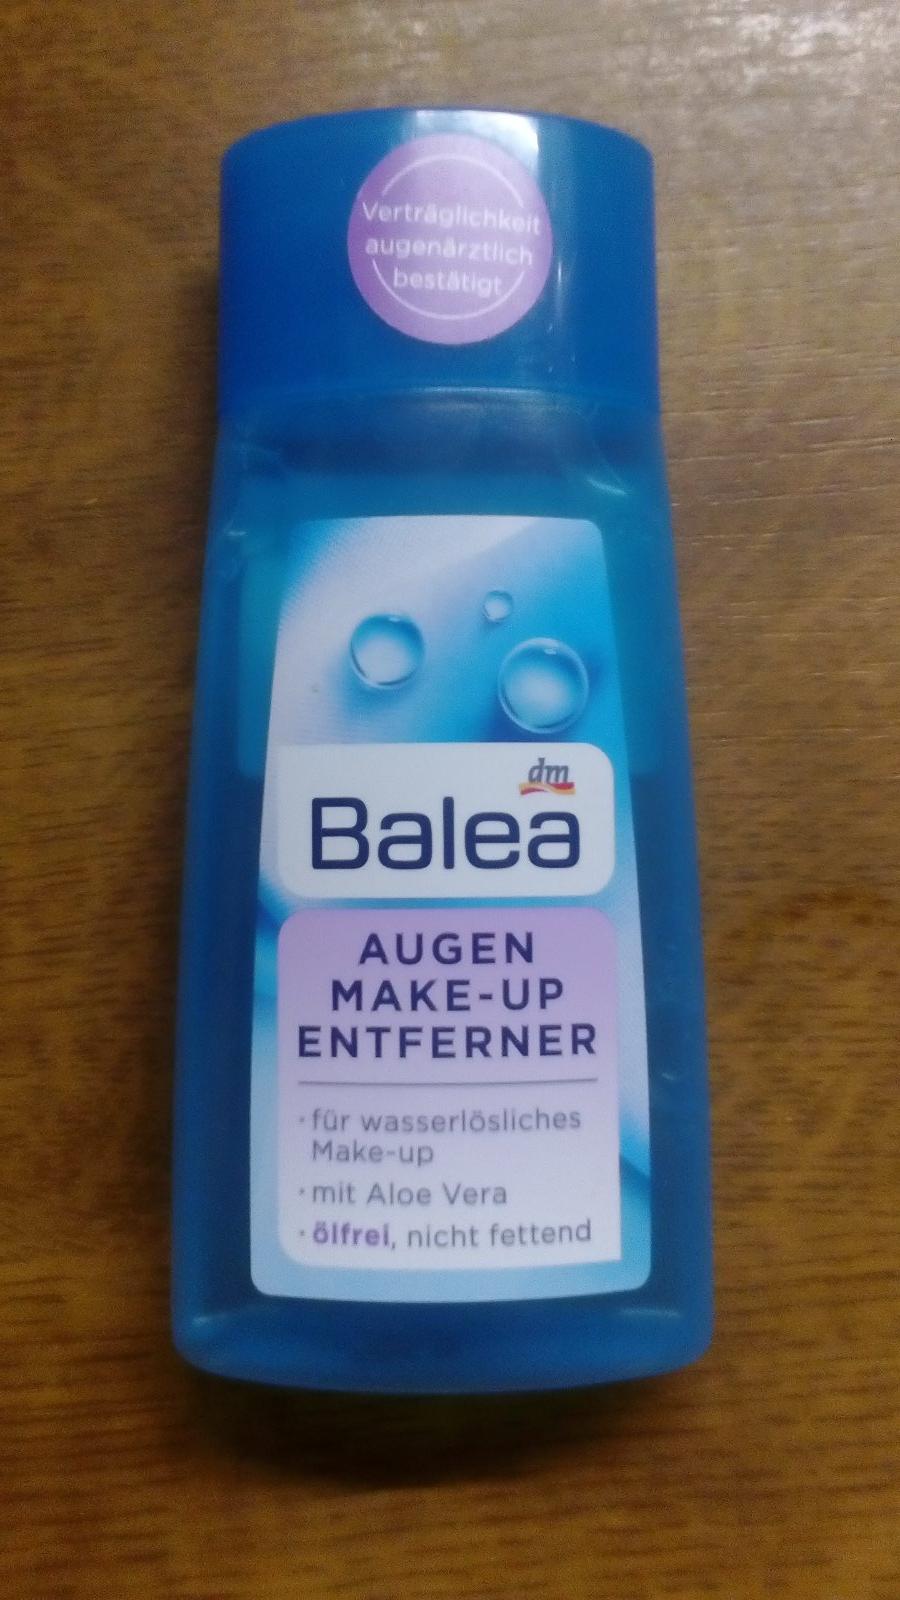 Verträglichkeit
augenärztlich
bestätigt
dm
Balea
AUGEN
MAKE-UP
ENTFERNER
· für wasserlösliches
Make-up
· mit Aloe Vera
· ölfrei, nicht fettend